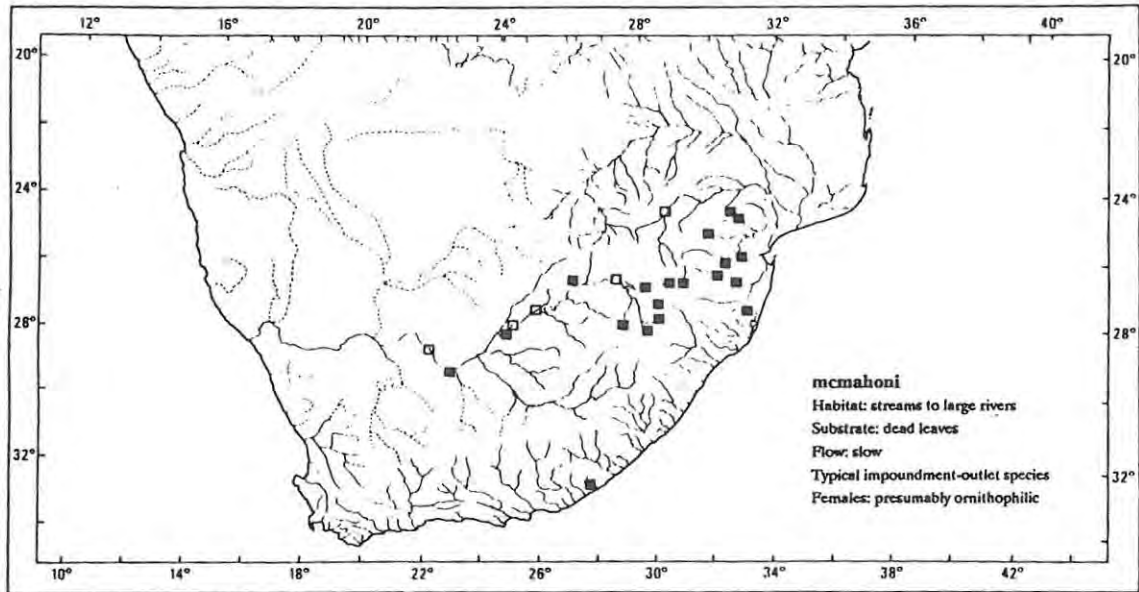 12° 16° 20° 24° 28° 32° 36° 40°
20° 20°
24° 24°
28° 28°
32° 32°
mcmahoni
Habitat: streams to large rivers
Substrate: dead leaves
Flow: slow
Typical impoundment-outlet species
Females: presumably ornithophilic
10° 14° 18° 22° 26° 30° 34° 38° 42°